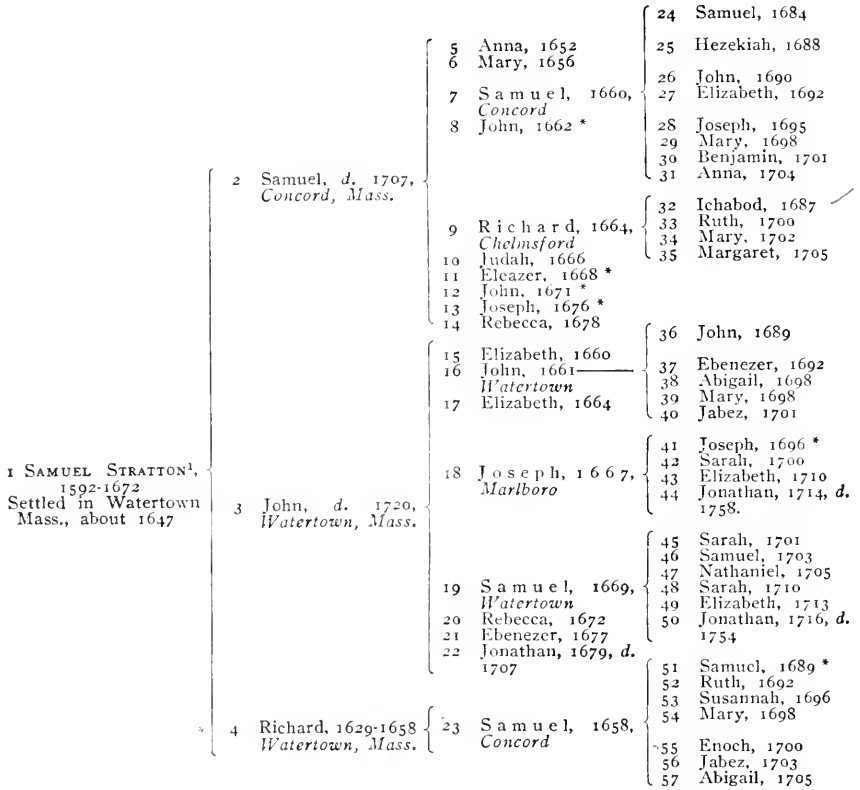 1 SAMUEL STRATTON¹,
1592-1672
Settled in Watertown
Mass., about 1647
2 Samuel, d. 1707,
Concord, Mass.
3 John, d. 1720,
Watertown, Mass.
4 Richard, 1629-1658
Watertown, Mass.
5 Anna, 1652
6 Mary, 1656
7 Samuel, 1660,
Concord
8 John, 1662 *
9 Richard, 1664,
Chelmsford
10 Judah, 1666
11 Eleazer, 1668 *
12 John, 1671 *
13 Joseph, 1676 *
14 Rebecca, 1678
15 Elizabeth, 1660
16 John, 1661
Watertown
17 Elizabeth, 1664
18 Joseph, 1667,
Marlboro
19 Samuel, 1669,
Watertown
20 Rebecca, 1672
21 Ebenezer, 1677
22 Jonathan, 1679, d.
1707
23 Samuel, 1658,
Concord
24 Samuel, 1684
25 Hezekiah, 1688
26 John, 1690
27 Elizabeth, 1692
28 Joseph, 1695
29 Mary, 1698
30 Benjamin, 1701
31 Anna, 1704
32 Ichabod, 1687
33 Ruth, 1700
34 Mary, 1702
35 Margaret, 1705
36 John, 1689
37 Ebenezer, 1692
38 Abigail, 1698
39 Mary, 1698
40 Jabez, 1701
41 Joseph, 1696 *
42 Sarah, 1700
43 Elizabeth, 1710
44 Jonathan, 1714, d.
1758.
45 Sarah, 1701
46 Samuel, 1703
47 Nathaniel, 1705
48 Sarah, 1710
49 Elizabeth, 1713
50 Jonathan, 1716, d.
1754
51 Samuel, 1689 *
52 Ruth, 1692
53 Susannah, 1696
54 Mary, 1698
55 Enoch, 1700
56 Jabez, 1703
57 Abigail, 1705